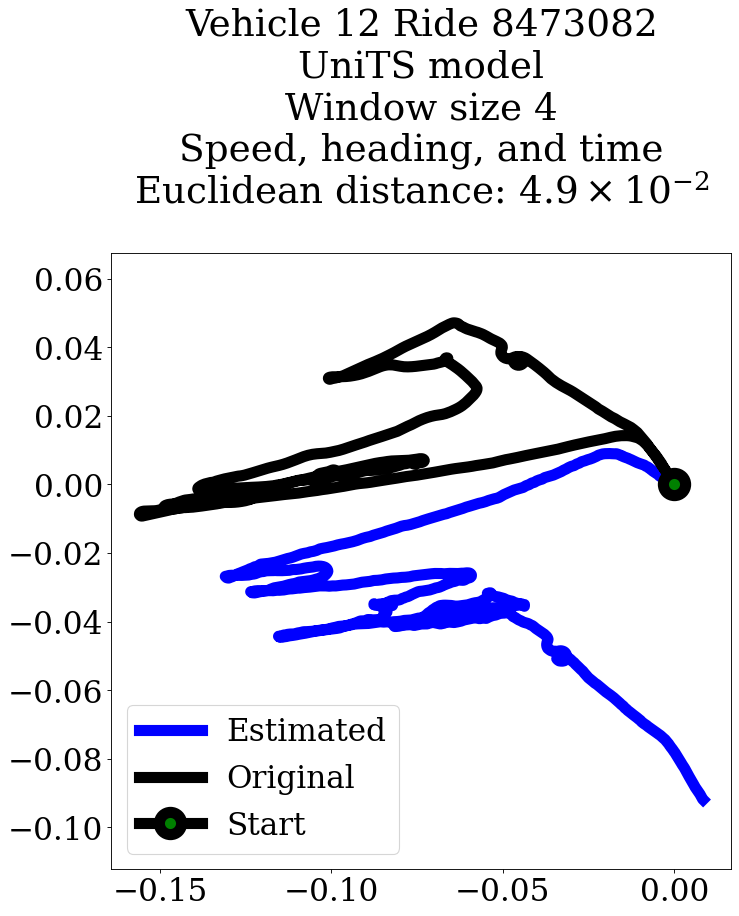 Vehicle 12 Ride 8473082
UniTS model
Window size 4
Speed, heading, and time
Euclidean distance: 4.9 × 10⁻²
0.06
0.04
0.02
0.00
−0.02
−0.04
−0.06
−0.08
−0.10
Estimated
Original
Start
−0.15 −0.10 −0.05 0.00